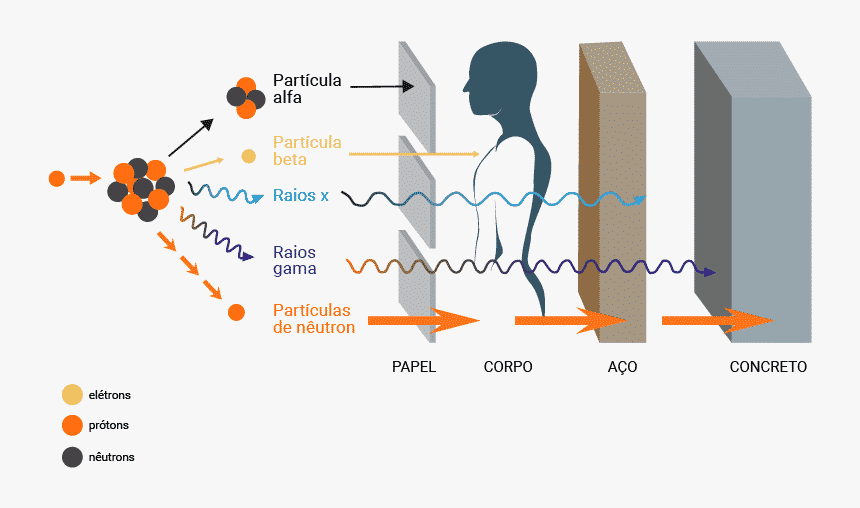 Partícula
alfa
Partícula
beta
Raios x
Raios
gama
Partículas
de nêutron
PAPEL
CORPO
AÇO
CONCRETO
elétrons
prótons
nêutrons